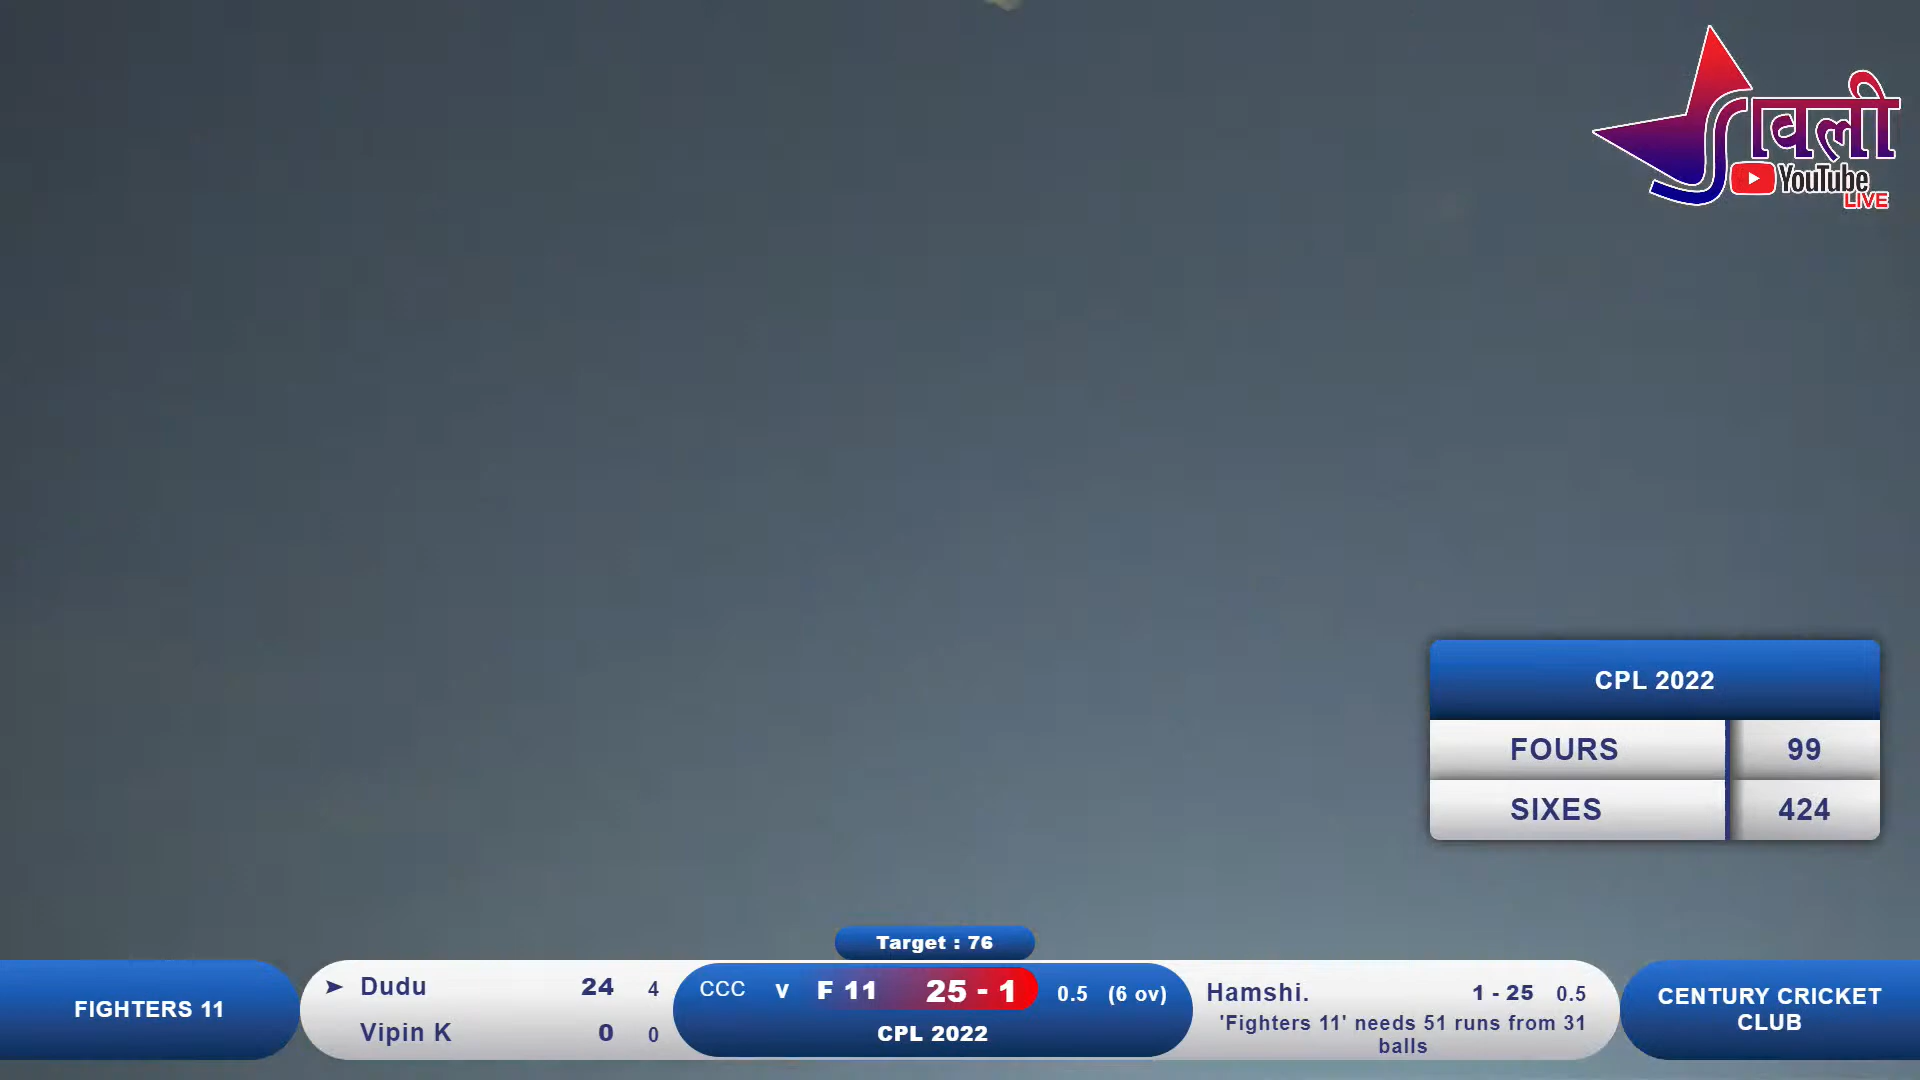 शिवली
YouTube
LIVE
CPL 2022
FOURS 99
SIXES 424
Target : 76
FIGHTERS 11
Dudu 24 4
Vipin K 0 0
CCC v F 11 25 - 1 0.5 (6 ov)
CPL 2022
Hamshi. 1 - 25 0.5
'Fighters 11' needs 51 runs from 31
balls
CENTURY CRICKET
CLUB